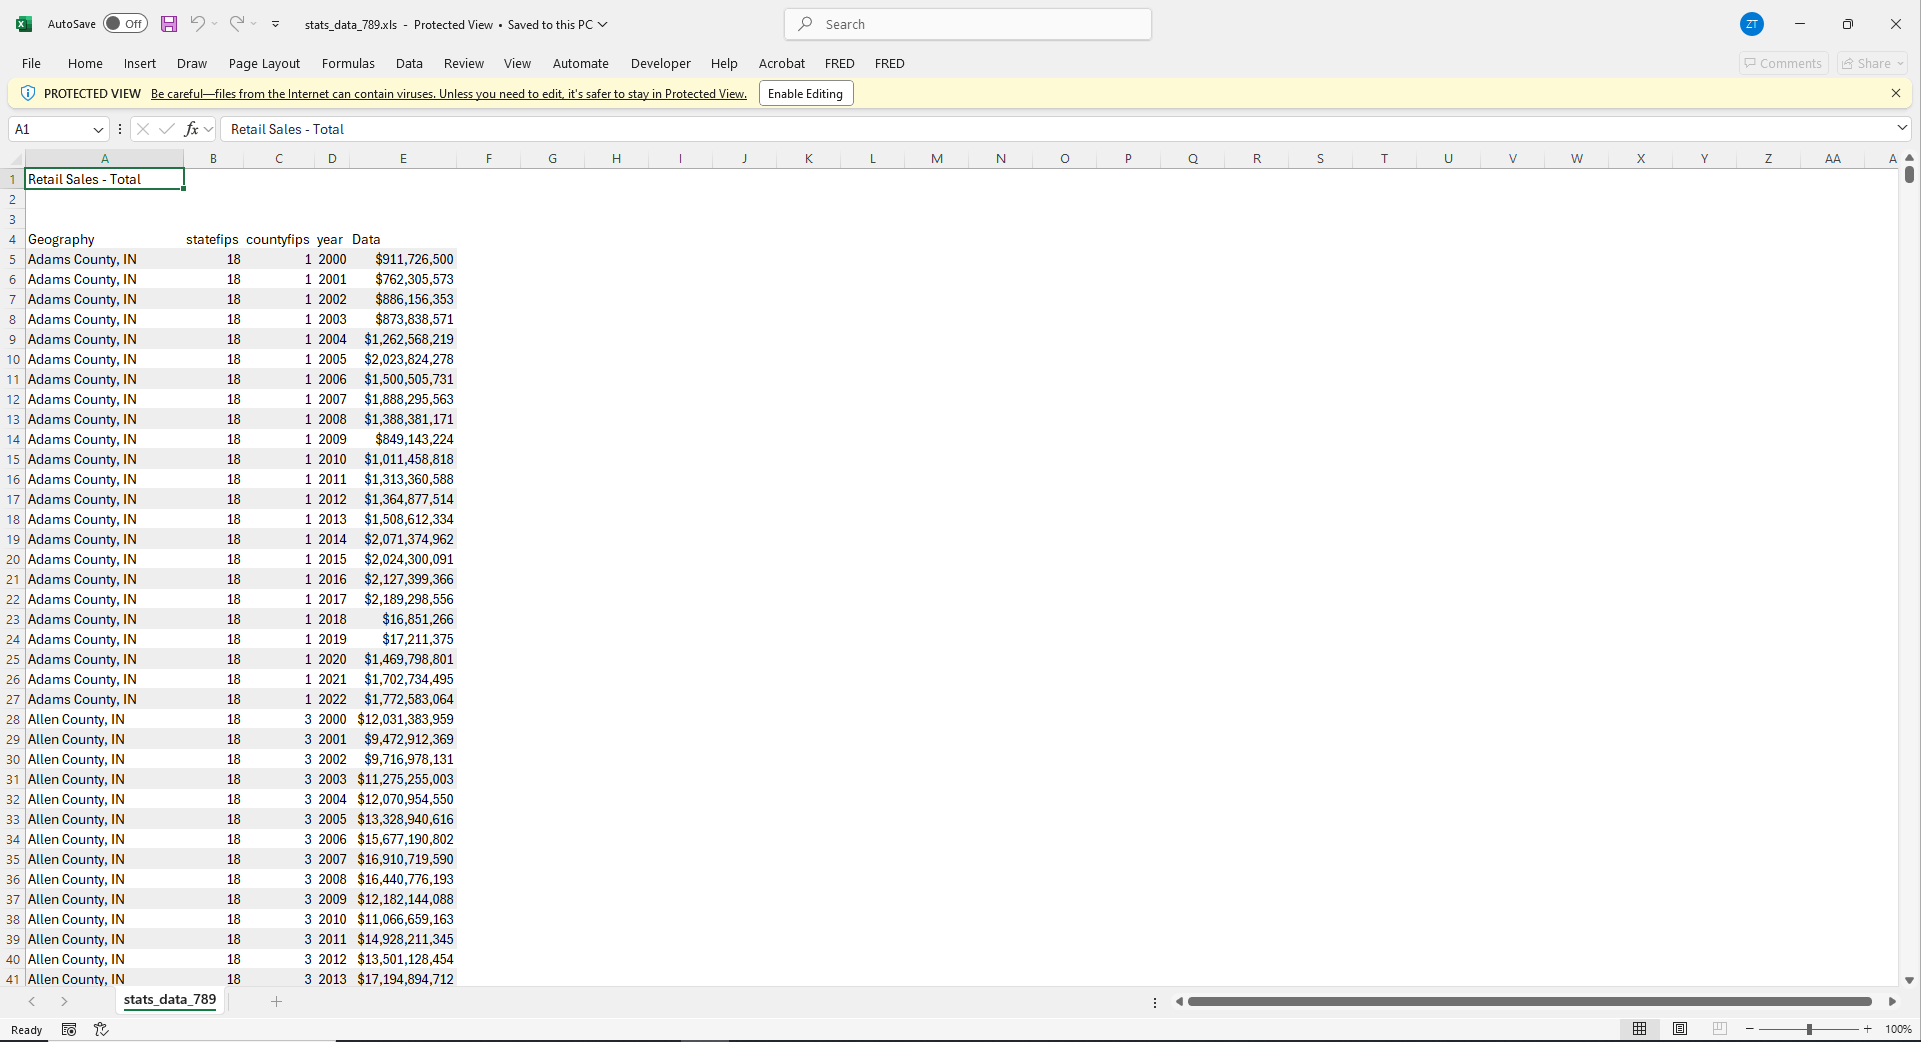 AutoSave Off stats_data_789.xls - Protected View • Saved to this PC Search ZT
File Home Insert Draw Page Layout Formulas Data Review View Automate Developer Help Acrobat FRED FRED Comments Share
PROTECTED VIEW Be careful—files from the Internet can contain viruses. Unless you need to edit, it's safer to stay in Protected View. Enable Editing
A1 fx Retail Sales - Total
A B C D E F G H I J K L M N O P Q R S T U V W X Y Z AA A
1 Retail Sales - Total
2
3
4 Geography statefips countyfips year Data
5 Adams County, IN 18 1 2000 $911,726,500
6 Adams County, IN 18 1 2001 $762,305,573
7 Adams County, IN 18 1 2002 $886,156,353
8 Adams County, IN 18 1 2003 $873,838,571
9 Adams County, IN 18 1 2004 $1,262,568,219
10 Adams County, IN 18 1 2005 $2,023,824,278
11 Adams County, IN 18 1 2006 $1,500,505,731
12 Adams County, IN 18 1 2007 $1,888,295,563
13 Adams County, IN 18 1 2008 $1,388,381,171
14 Adams County, IN 18 1 2009 $849,143,224
15 Adams County, IN 18 1 2010 $1,011,458,818
16 Adams County, IN 18 1 2011 $1,313,360,588
17 Adams County, IN 18 1 2012 $1,364,877,514
18 Adams County, IN 18 1 2013 $1,508,612,334
19 Adams County, IN 18 1 2014 $2,071,374,962
20 Adams County, IN 18 1 2015 $2,024,300,091
21 Adams County, IN 18 1 2016 $2,127,399,366
22 Adams County, IN 18 1 2017 $2,189,298,556
23 Adams County, IN 18 1 2018 $16,851,266
24 Adams County, IN 18 1 2019 $17,211,375
25 Adams County, IN 18 1 2020 $1,469,798,801
26 Adams County, IN 18 1 2021 $1,702,734,495
27 Adams County, IN 18 1 2022 $1,772,583,064
28 Allen County, IN 18 3 2000 $12,031,383,959
29 Allen County, IN 18 3 2001 $9,472,912,369
30 Allen County, IN 18 3 2002 $9,716,978,131
31 Allen County, IN 18 3 2003 $11,275,255,003
32 Allen County, IN 18 3 2004 $12,070,954,550
33 Allen County, IN 18 3 2005 $13,328,940,616
34 Allen County, IN 18 3 2006 $15,677,190,802
35 Allen County, IN 18 3 2007 $16,910,719,590
36 Allen County, IN 18 3 2008 $16,440,776,193
37 Allen County, IN 18 3 2009 $12,182,144,088
38 Allen County, IN 18 3 2010 $11,066,659,163
39 Allen County, IN 18 3 2011 $14,928,211,345
40 Allen County, IN 18 3 2012 $13,501,128,454
41 Allen County, IN 18 3 2013 $17,194,894,712
stats_data_789
Ready 100%